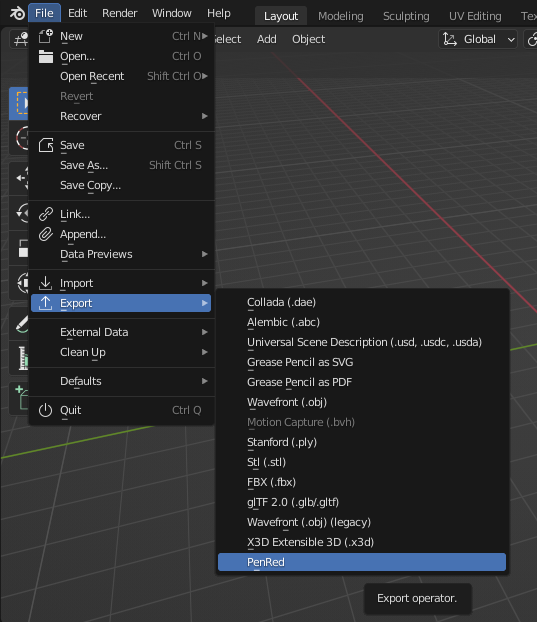 File Edit Render Window Help Layout Modeling Sculpting UV Editing
New Ctrl N
Select Add Object Global
Open... Ctrl O
Open Recent Shift Ctrl O
Revert
Recover
Save Ctrl S
Save As... Shift Ctrl S
Save Copy...
Link...
Append...
Data Previews
Import
Export
External Data
Clean Up
Defaults
Quit Ctrl Q
Collada (.dae)
Alembic (.abc)
Universal Scene Description (.usd, .usdc, .usda)
Grease Pencil as SVG
Grease Pencil as PDF
Wavefront (.obj)
Motion Capture (.bvh)
Stanford (.ply)
Stl (.stl)
FBX (.fbx)
glTF 2.0 (.glb/.gltf)
Wavefront (.obj) (legacy)
X3D Extensible 3D (.x3d)
PenRed
Export operator.